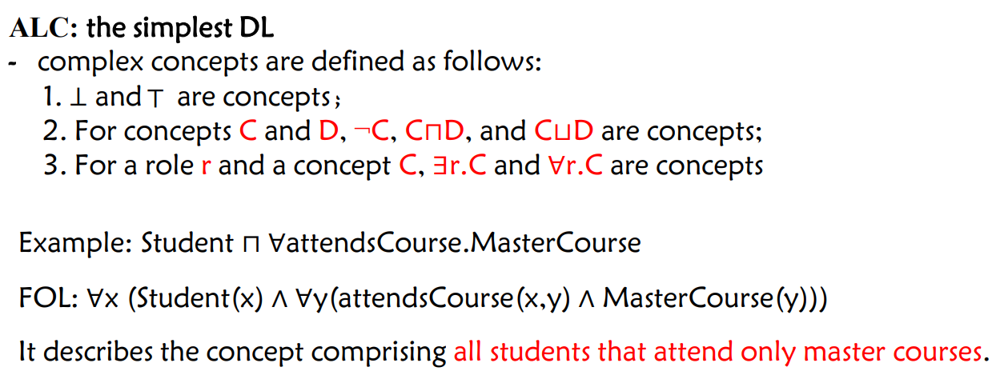 ALC: the simplest DL
- complex concepts are defined as follows:
1. ⊥ and ⊤ are concepts;
2. For concepts C and D, ¬C, C⊓D, and C⊔D are concepts;
3. For a role r and a concept C, ∃r.C and ∀r.C are concepts
Example: Student ⊓ ∀attendsCourse.MasterCourse
FOL: ∀x (Student(x) ∧ ∀y(attendsCourse(x,y) ∧ MasterCourse(y)))
It describes the concept comprising all students that attend only master courses.